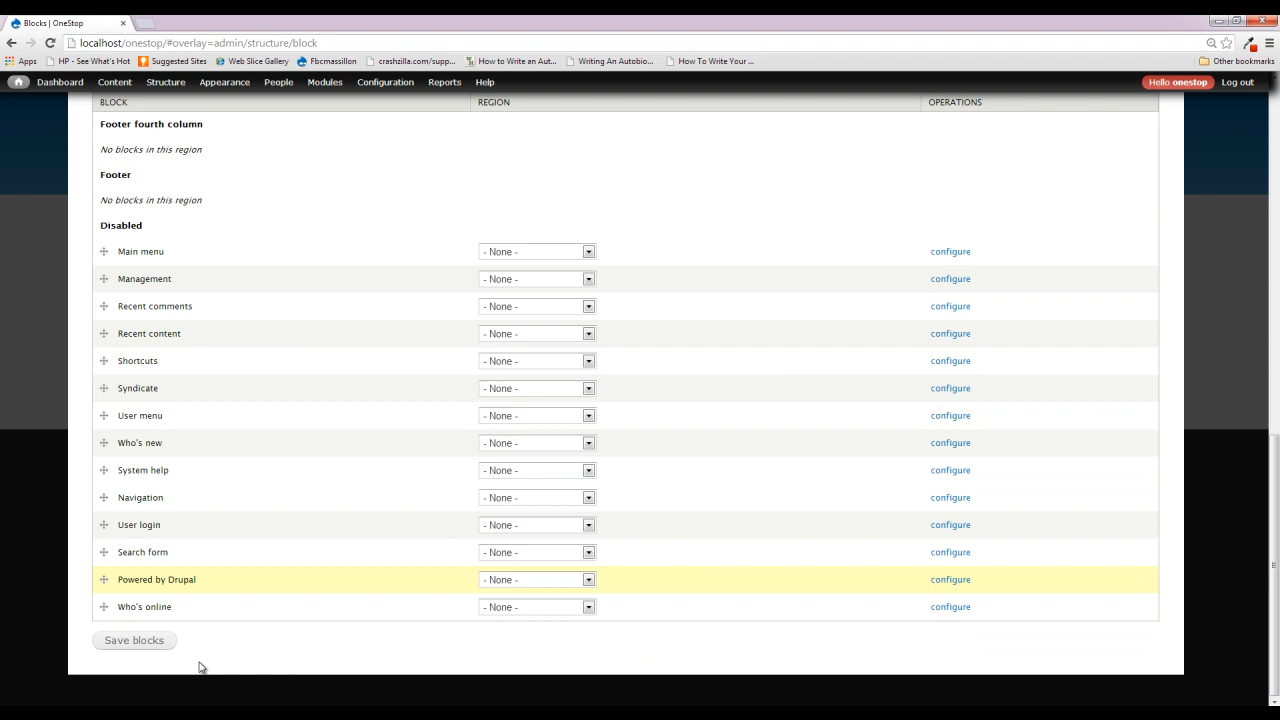 Blocks | OneStop
localhost/onestop/#overlay=admin/structure/block
Apps HP - See What's Hot Suggested Sites Web Slice Gallery Fbcmassillon crashzilla.com/supp... How to Write an Aut... Writing An Autobio... How To Write Your ... Other bookmarks
Dashboard Content Structure Appearance People Modules Configuration Reports Help Hello onestop Log out
BLOCK REGION OPERATIONS
Footer fourth column
No blocks in this region
Footer
No blocks in this region
Disabled
Main menu - None - configure
Management - None - configure
Recent comments - None - configure
Recent content - None - configure
Shortcuts - None - configure
Syndicate - None - configure
User menu - None - configure
Who's new - None - configure
System help - None - configure
Navigation - None - configure
User login - None - configure
Search form - None - configure
Powered by Drupal - None - configure
Who's online - None - configure
Save blocks